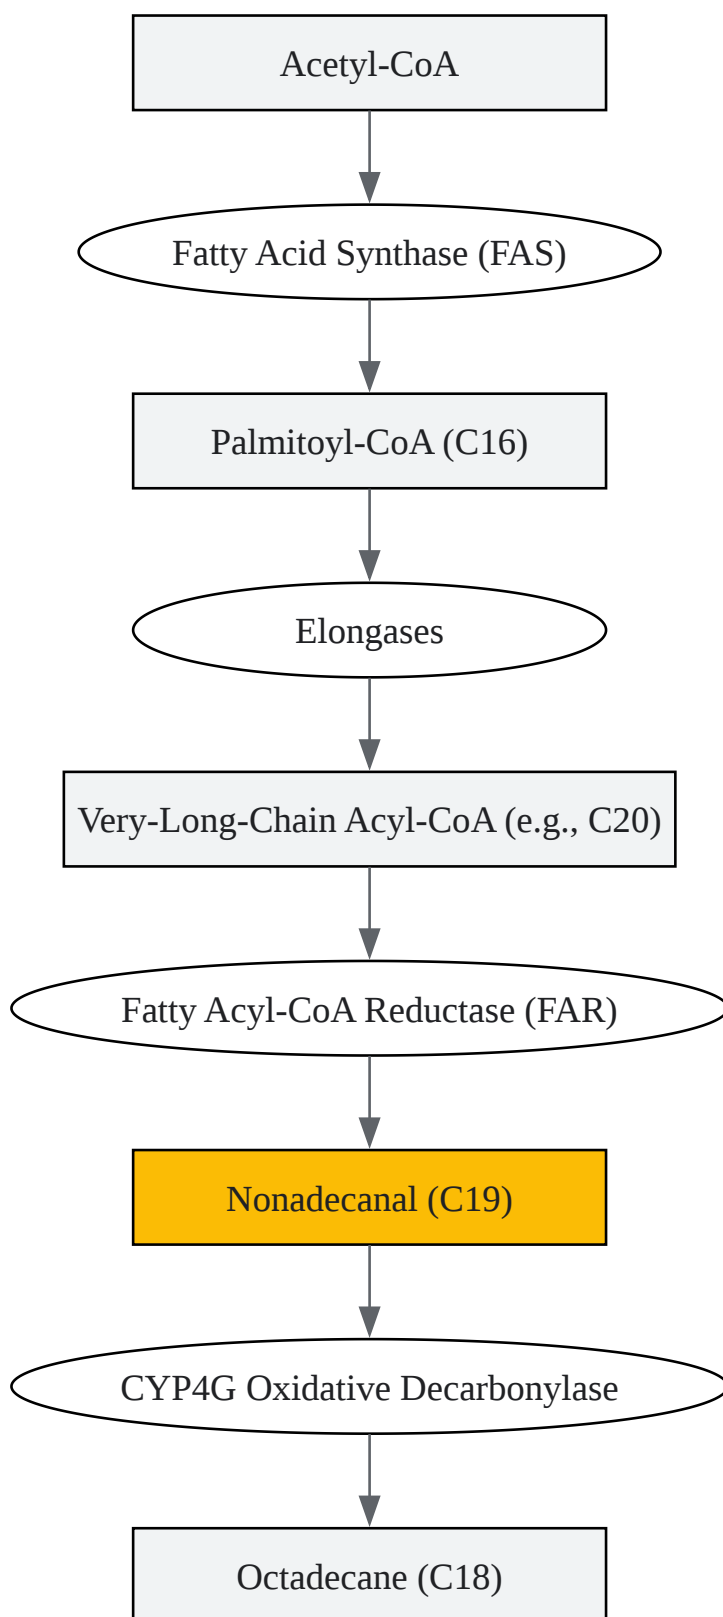 Acetyl-CoA
Fatty Acid Synthase (FAS)
Palmitoyl-CoA (C16)
Elongases
Very-Long-Chain Acyl-CoA (e.g., C20)
Fatty Acyl-CoA Reductase (FAR)
Nonadecanal (C19)
CYP4G Oxidative Decarbonylase
Octadecane (C18)